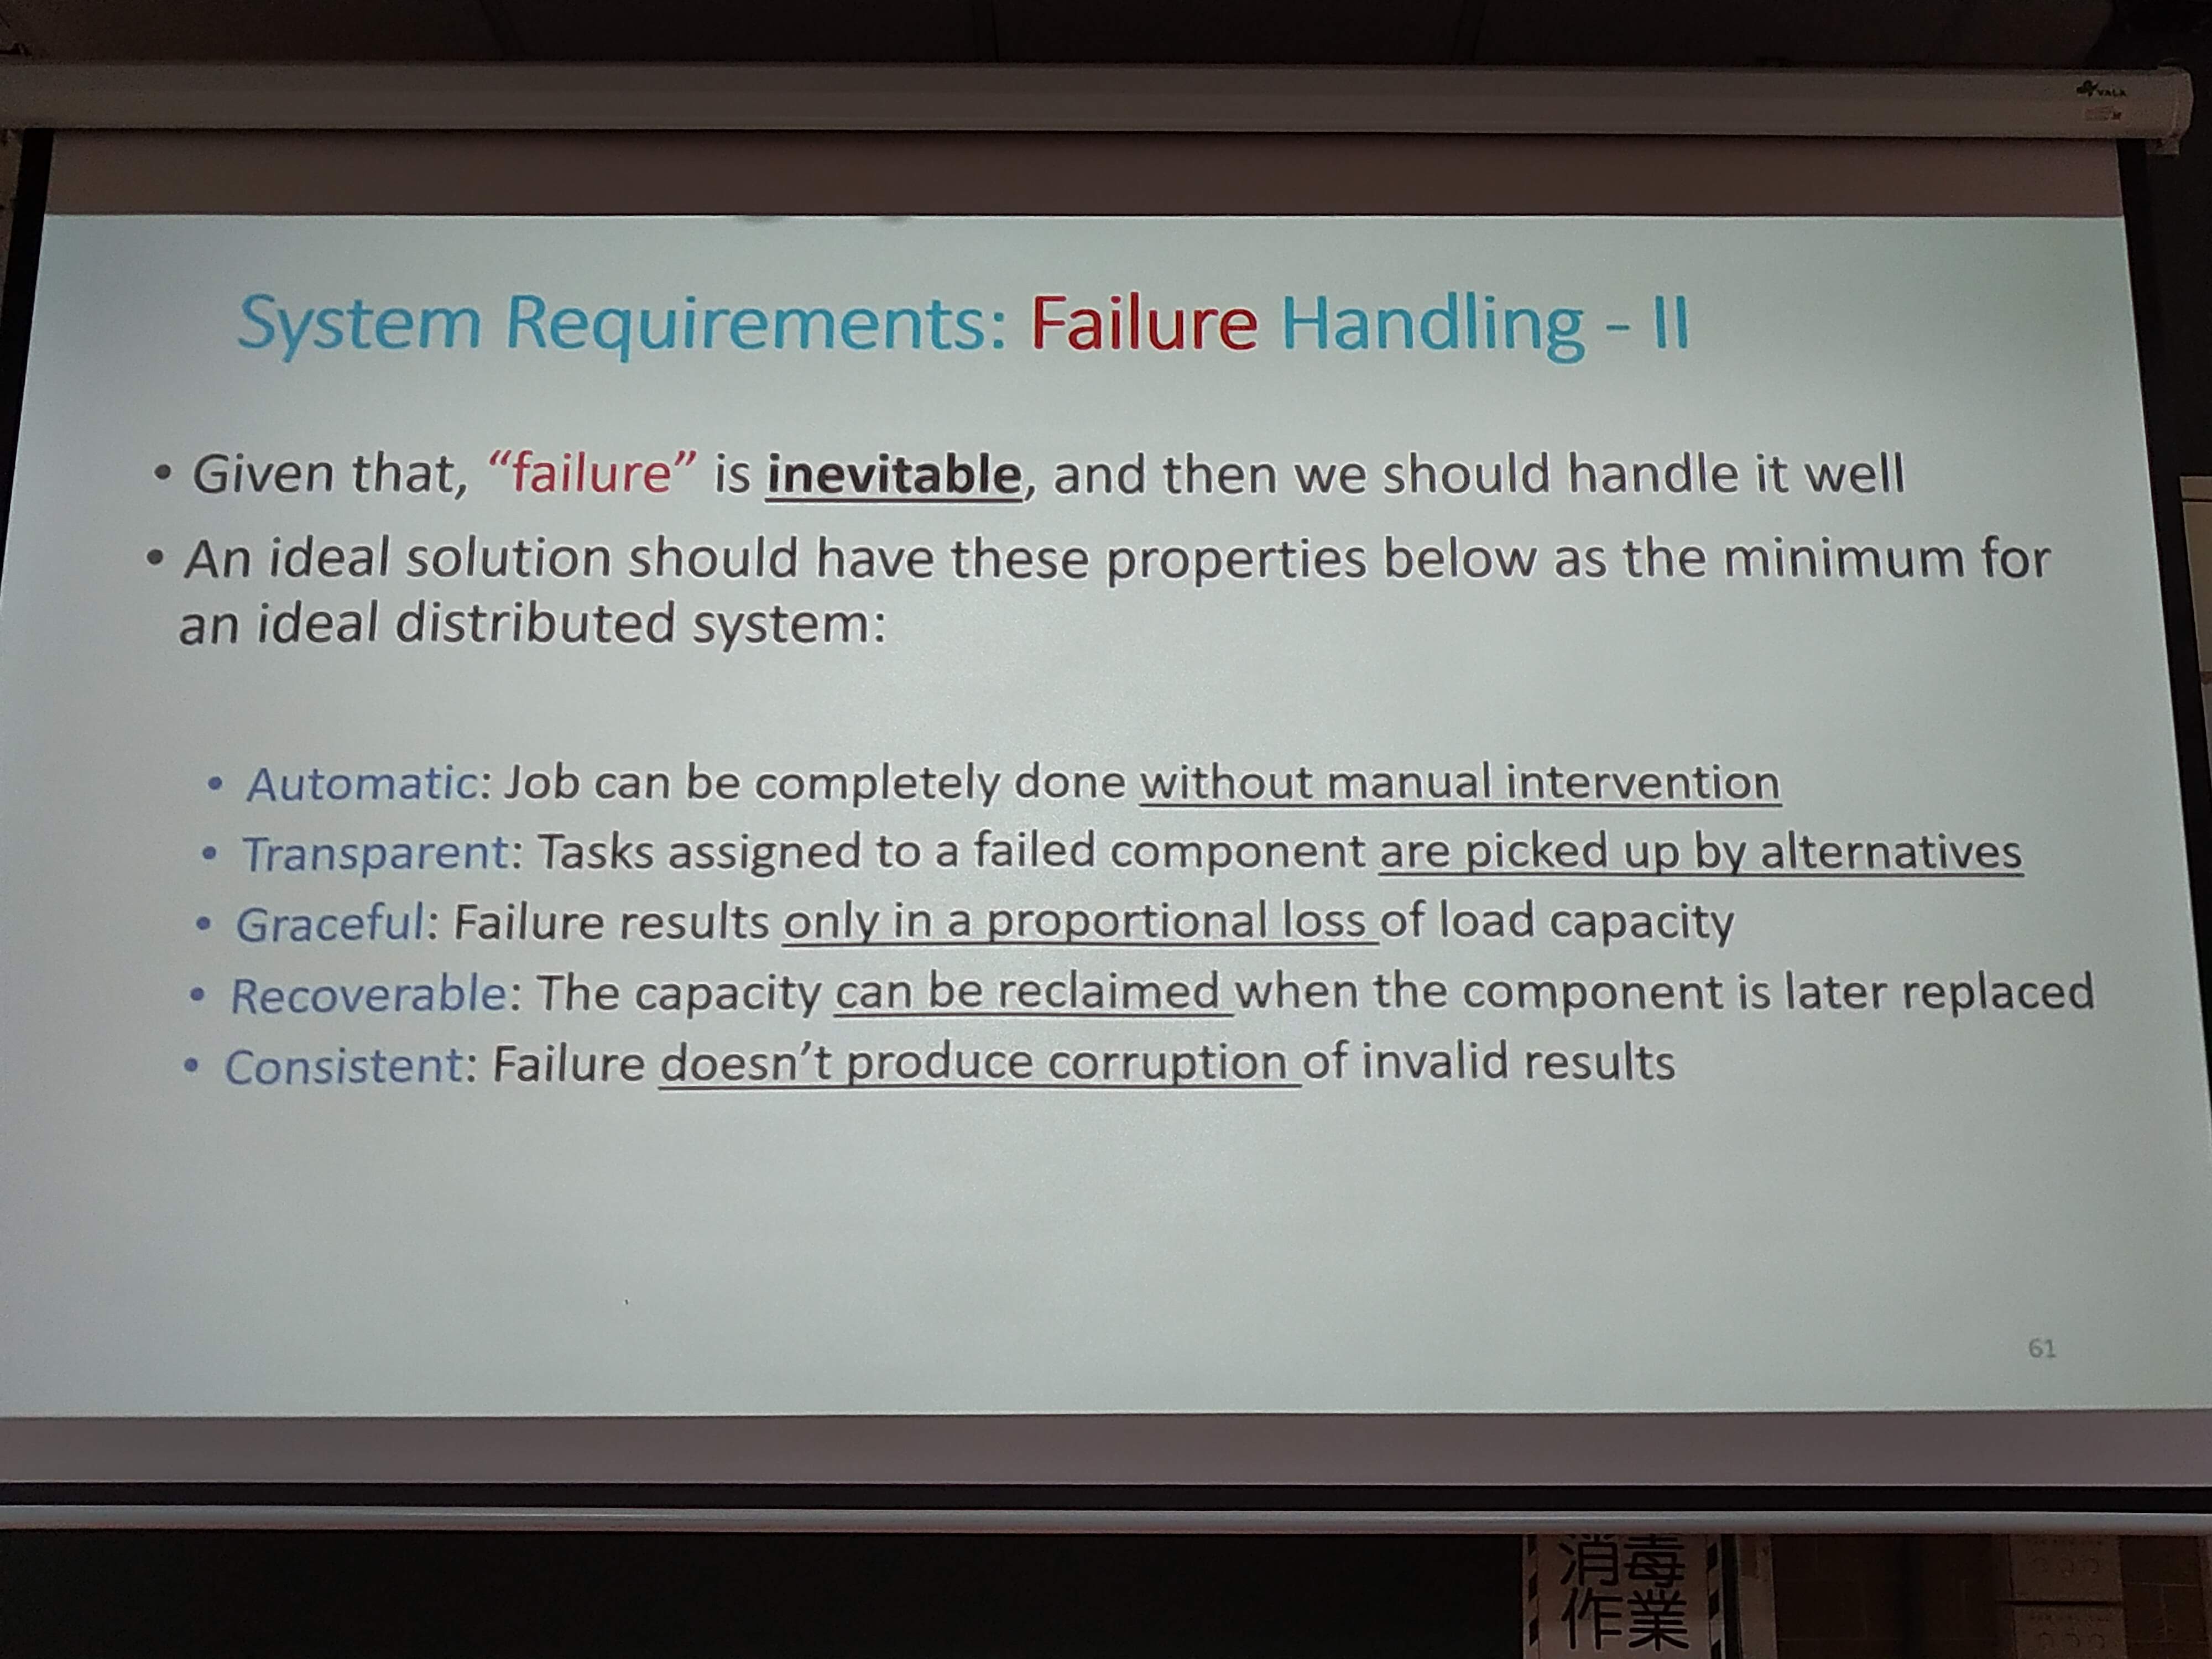 VALA
System Requirements: Failure Handling - II
• Given that, “failure” is inevitable, and then we should handle it well
• An ideal solution should have these properties below as the minimum for
an ideal distributed system:
• Automatic: Job can be completely done without manual intervention
• Transparent: Tasks assigned to a failed component are picked up by alternatives
• Graceful: Failure results only in a proportional loss of load capacity
• Recoverable: The capacity can be reclaimed when the component is later replaced
• Consistent: Failure doesn’t produce corruption of invalid results
61
消毒
作業